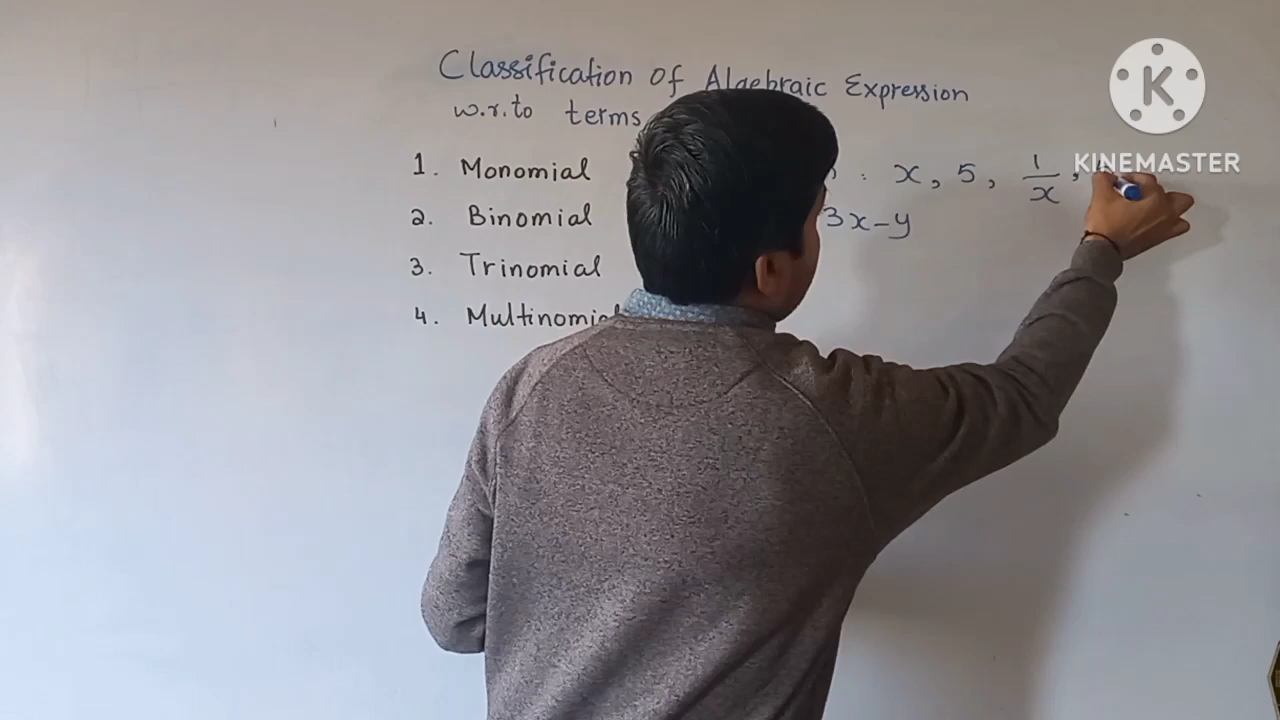 Classification of Algebraic Expression
w.r.to terms
1. Monomial : x, 5, 1/x,
2. Binomial 3x-y
3. Trinomial
4. Multinomial
K
KINEMASTER